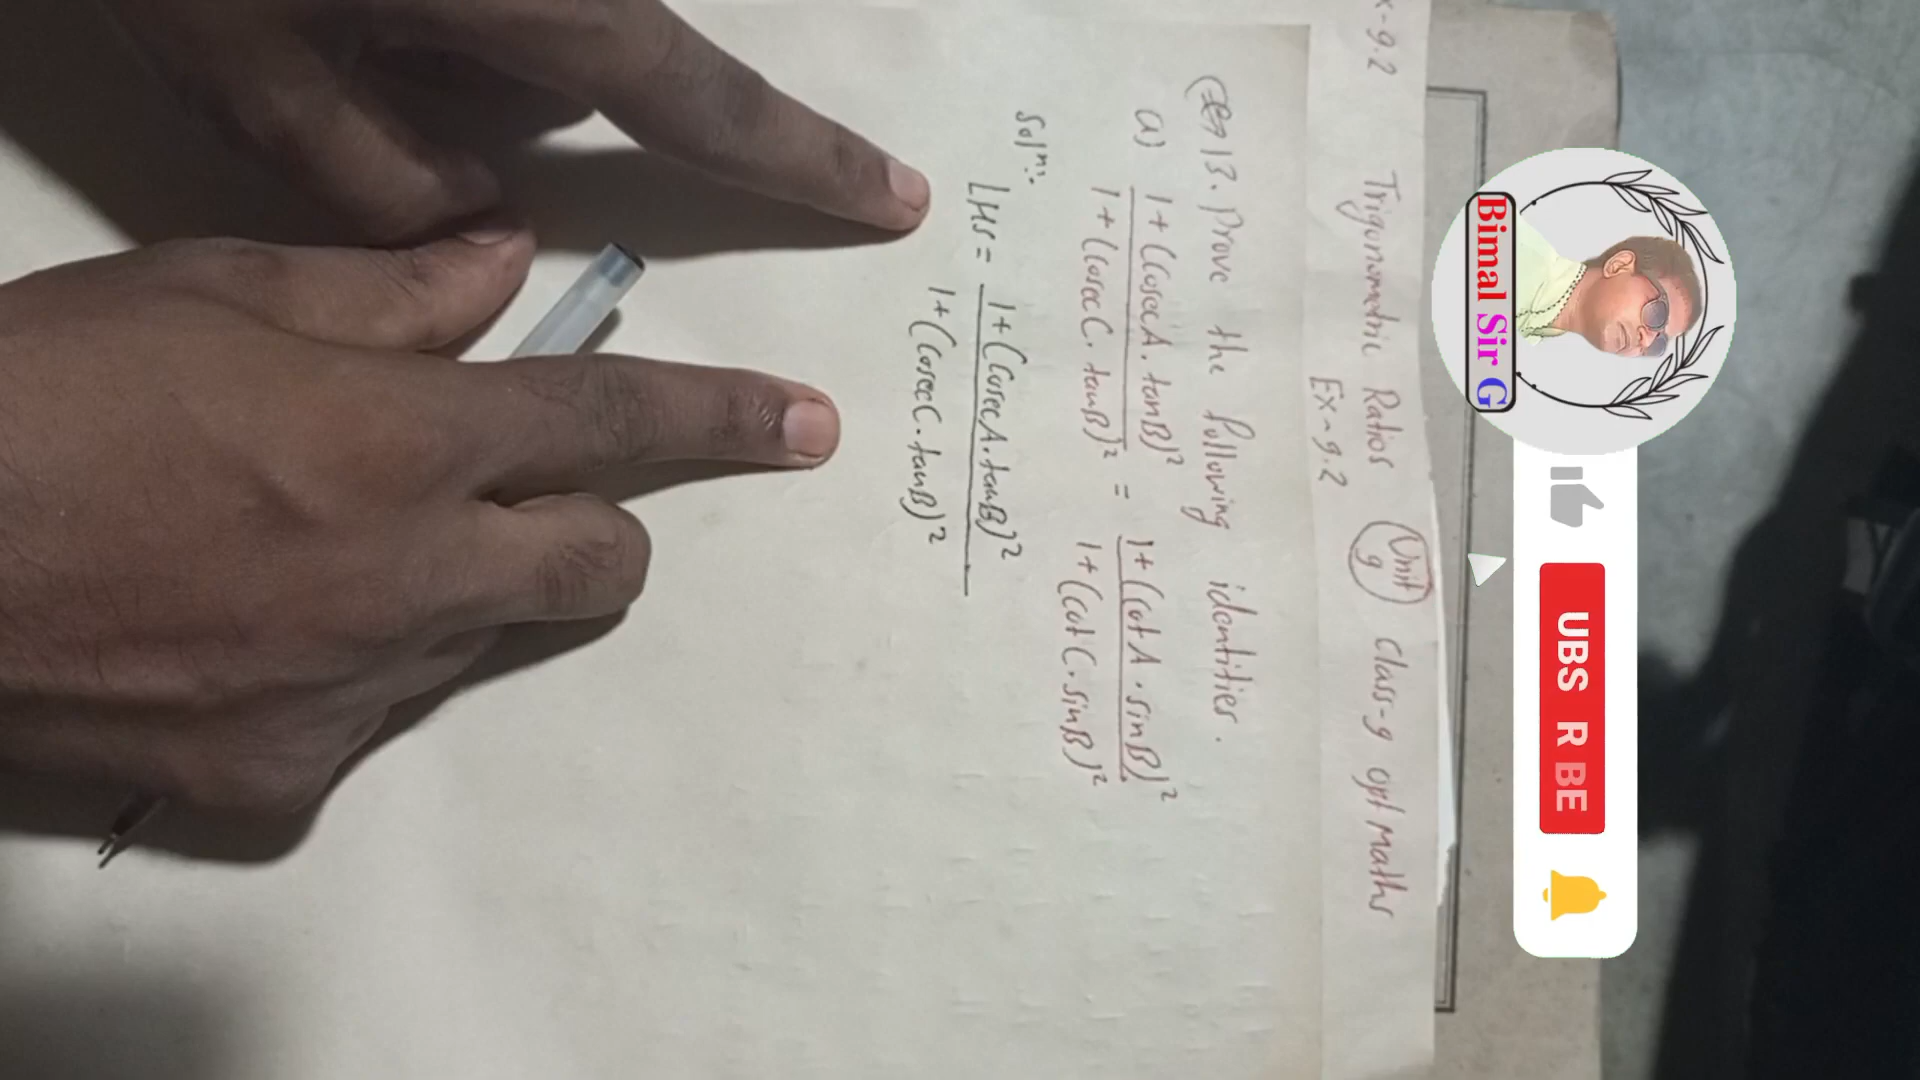 x-9.2 Trigonometric Ratios Unit 9 class-9 opt maths
Ex-9.2
13. Prove the following identities.
a) 1+(CosecA.tanB)² / 1+(CosecC.tanB)² = 1+(CotA.sinB)² / 1+(CotC.sinB)²
Solⁿ:-
LHS = 1+(CosecA.tanB)² / 1+(CosecC.tanB)²
Bimal Sir G
UBS R BE